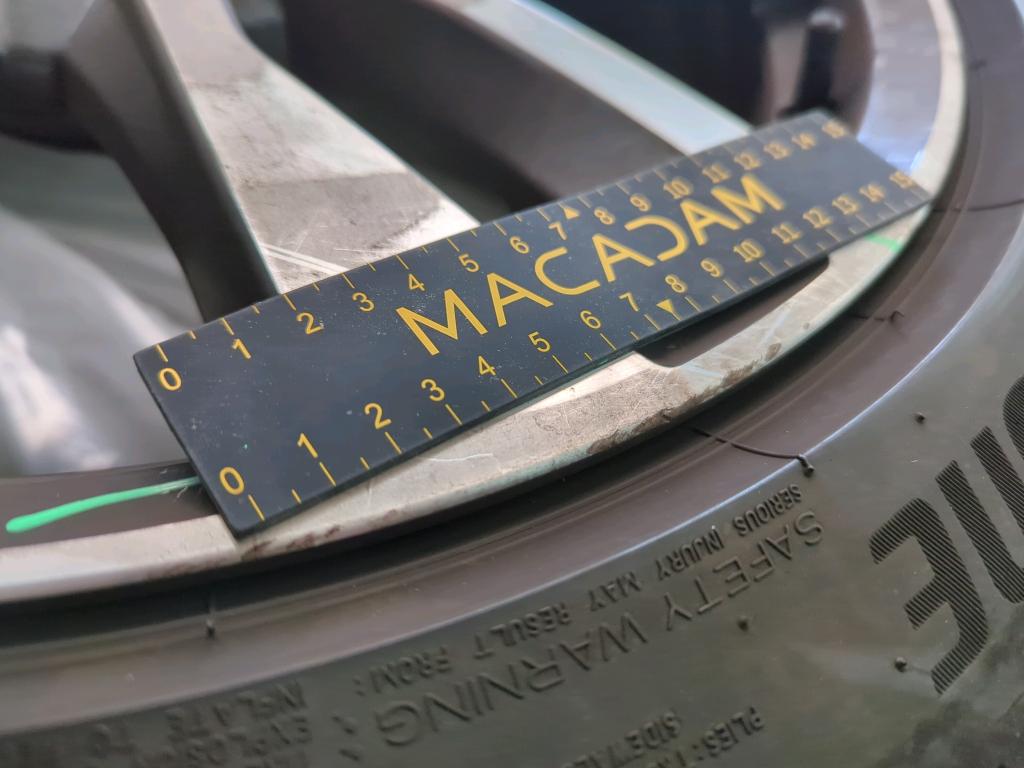 0 1 2 3 4 5 6 7 8 9 10 11 12 13 14 15
MACADAM
0 1 2 3 4 5 6 7 8 9 10 11 12 13 14 15
SAFETY WARNING:
SERIOUS INJURY MAY RESULT FROM:
PLIES: